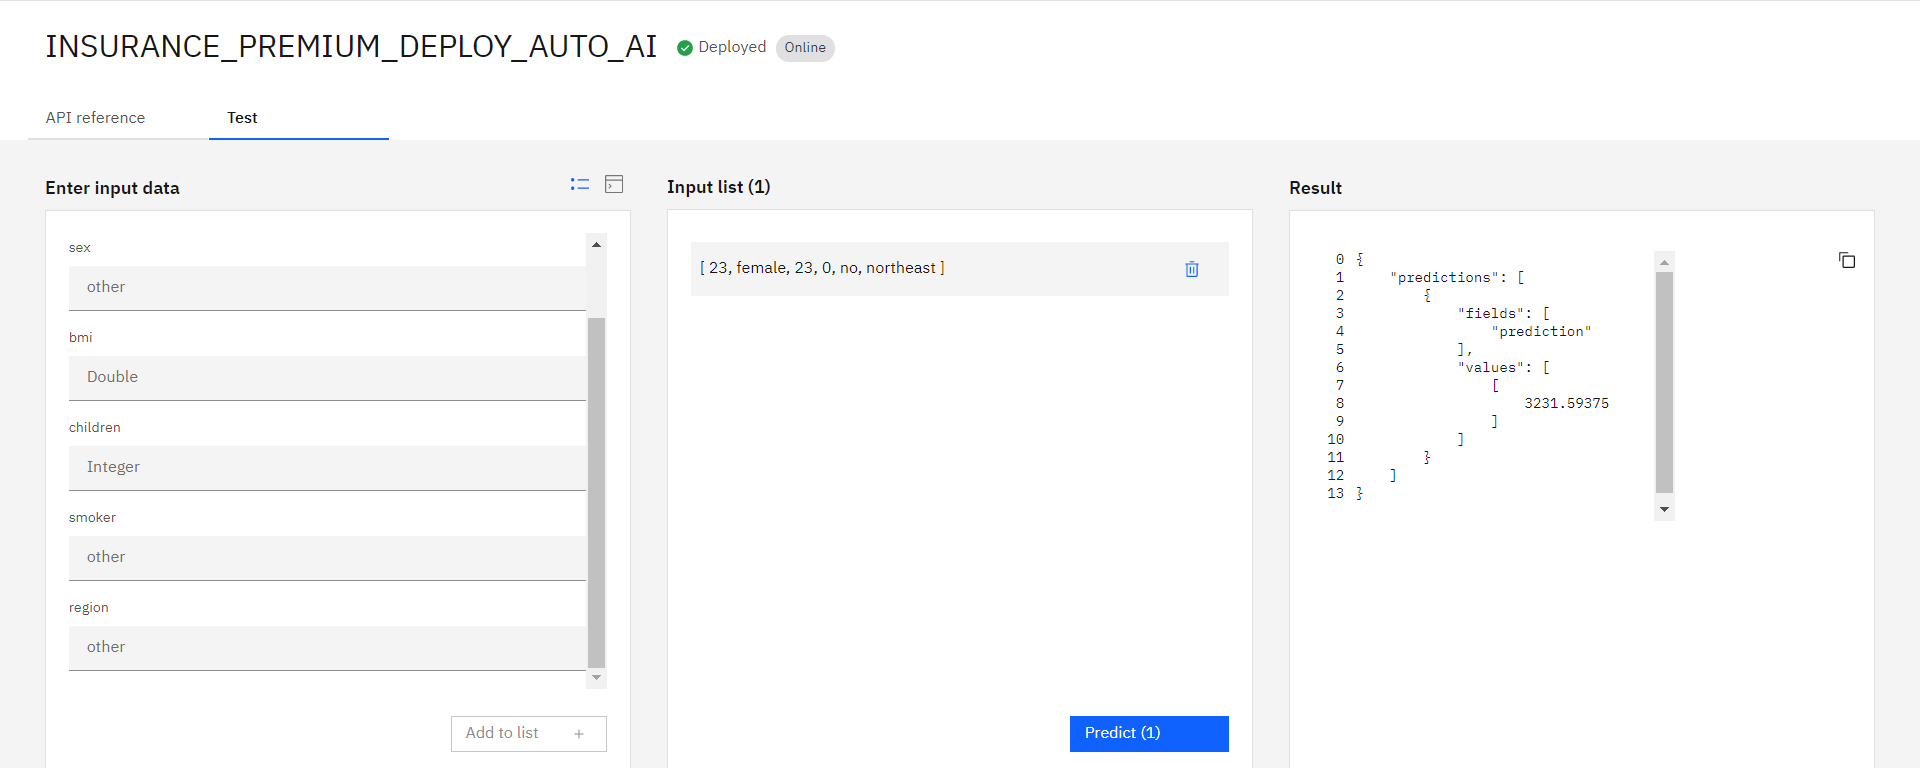 INSURANCE_PREMIUM_DEPLOY_AUTO_AI Deployed Online
API reference Test
Enter input data
sex
other
bmi
Double
children
Integer
smoker
other
region
other
Add to list +
Input list (1)
[ 23, female, 23, 0, no, northeast ]
Predict (1)
Result
0 {
1 "predictions": [
2 {
3 "fields": [
4 "prediction"
5 ],
6 "values": [
7 [
8 3231.59375
9 ]
10 ]
11 }
12 ]
13 }